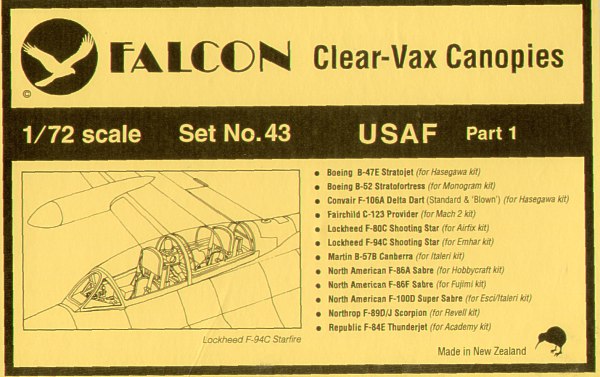 FALCON Clear-Vax Canopies
©
1/72 scale Set No. 43 USAF Part 1
• Boeing B-47E Stratojet (for Hasegawa kit)
• Boeing B-52 Stratofortress (for Monogram kit)
• Convair F-106A Delta Dart (Standard & 'Blown') (for Hasegawa kit)
• Fairchild C-123 Provider (for Mach 2 kit)
• Lockheed F-80C Shooting Star (for Airfix kit)
• Lockheed F-94C Shooting Star (for Emhar kit)
• Martin B-57B Canberra (for Italeri kit)
• North American F-86A Sabre (for Hobbycraft kit)
• North American F-86F Sabre (for Fujimi kit)
• North American F-100D Super Sabre (for Esci/Italeri kit)
• Northrop F-89D/J Scorpion (for Revell kit)
• Republic F-84E Thunderjet (for Academy kit)
Lockheed F-94C Starfire
Made in New Zealand